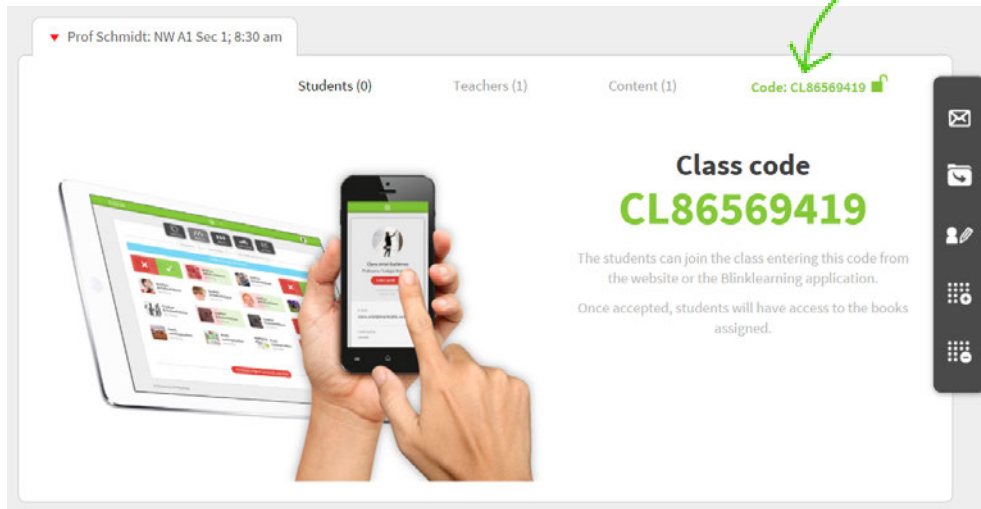 Prof Schmidt: NW A1 Sec 1; 8:30 am
Students (0)
Teachers (1)
Content (1)
Code: CL86569419
Class code
CL86569419
The students can join the class entering this code from
the website or the Blinklearning application.
Once accepted, students will have access to the books
assigned.